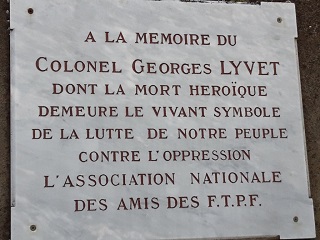 A LA MEMOIRE DU
COLONEL GEORGES LYVET
DONT LA MORT HEROÏQUE
DEMEURE LE VIVANT SYMBOLE
DE LA LUTTE DE NOTRE PEUPLE
CONTRE L'OPPRESSION
L'ASSOCIATION NATIONALE
DES AMIS DES F.T.P.F.